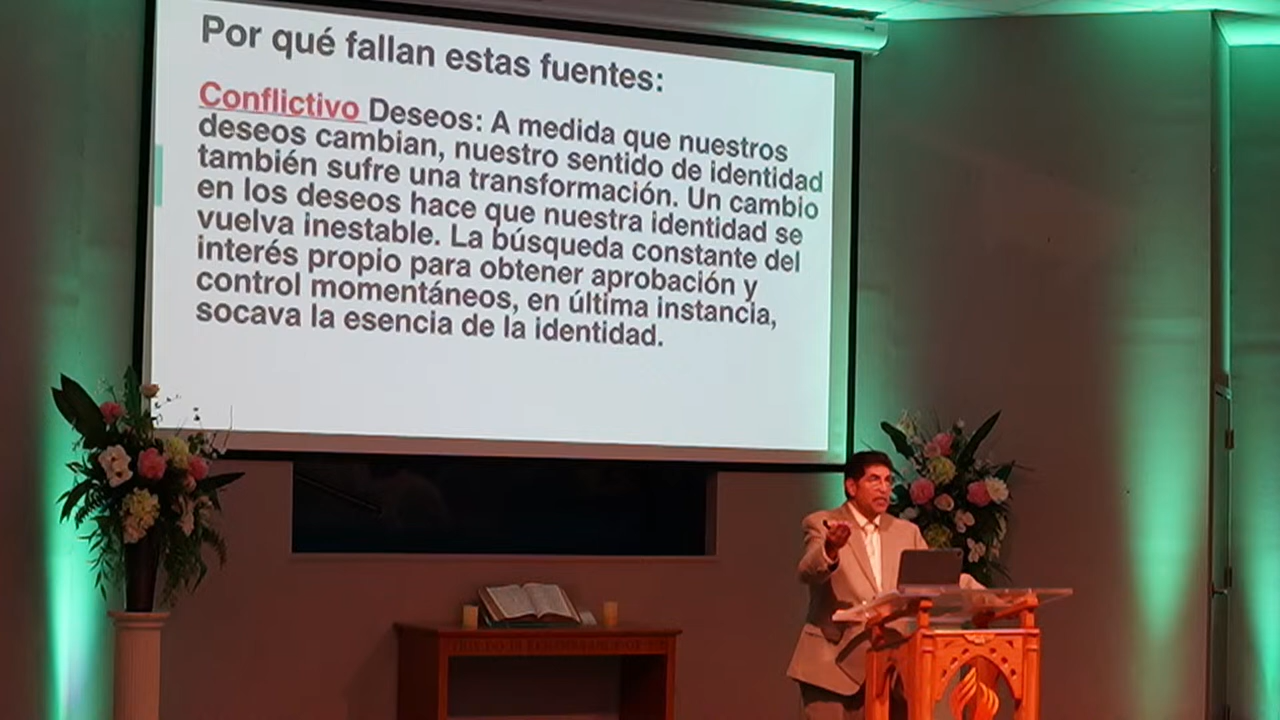 Por qué fallan estas fuentes:
Conflictivo Deseos: A medida que nuestros
deseos cambian, nuestro sentido de identidad
también sufre una transformación. Un cambio
en los deseos hace que nuestra identidad se
vuelva inestable. La búsqueda constante del
interés propio para obtener aprobación y
control momentáneos, en última instancia,
socava la esencia de la identidad.